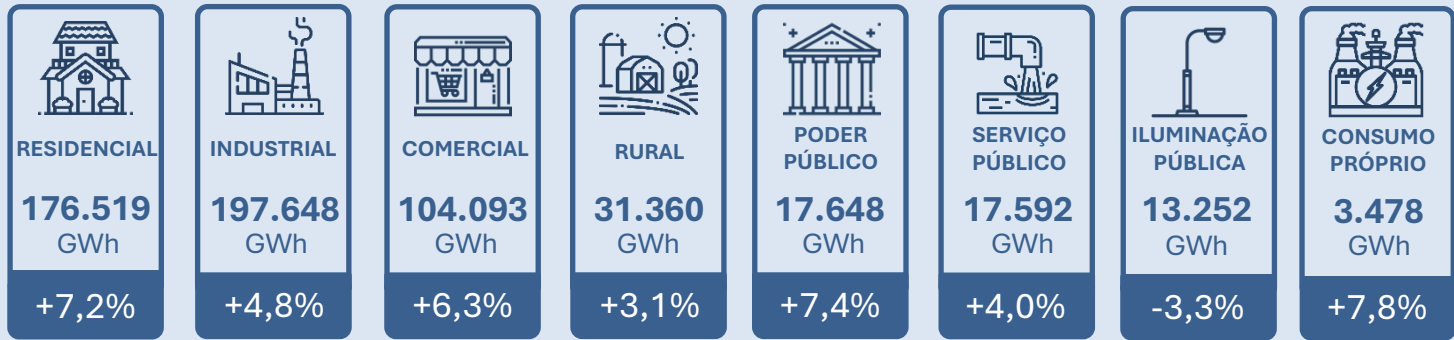 RESIDENCIAL
176.519
GWh
+7,2%
INDUSTRIAL
197.648
GWh
+4,8%
COMERCIAL
104.093
GWh
+6,3%
RURAL
31.360
GWh
+3,1%
PODER
PÚBLICO
17.648
GWh
+7,4%
SERVIÇO
PÚBLICO
17.592
GWh
+4,0%
ILUMINAÇÃO
PÚBLICA
13.252
GWh
-3,3%
CONSUMO
PRÓPRIO
3.478
GWh
+7,8%